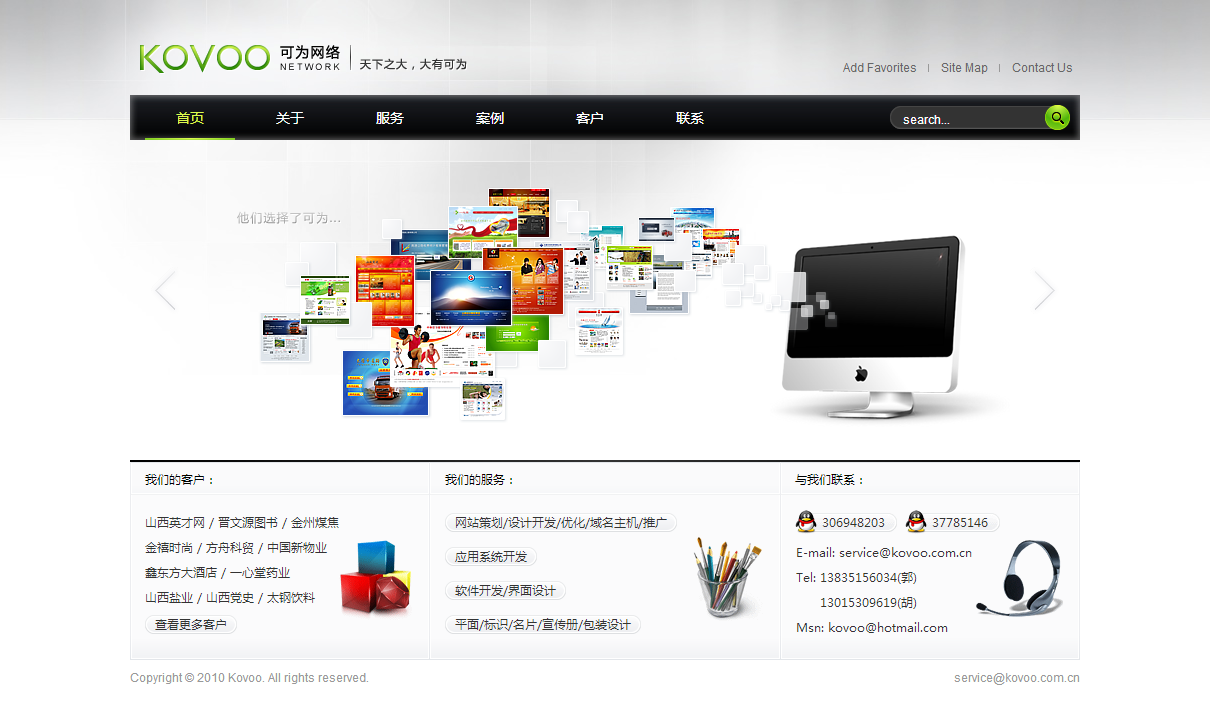 KOVOO 可为网络 NETWORK 天下之大，大有可为
Add Favorites | Site Map | Contact Us
首页 关于 服务 案例 客户 联系 search...
他们选择了可为...
我们的客户：
山西英才网 / 晋文源图书 / 金州煤焦
金禧时尚 / 方舟科贸 / 中国新物业
鑫东方大酒店 / 一心堂药业
山西盐业 / 山西党史 / 太钢饮料
查看更多客户
我们的服务：
网站策划/设计开发/优化/域名主机/推广
应用系统开发
软件开发/界面设计
平面/标识/名片/宣传册/包装设计
与我们联系：
306948203 37785146
E-mail: service@kovoo.com.cn
Tel: 13835156034(郭)
13015309619(胡)
Msn: kovoo@hotmail.com
Copyright © 2010 Kovoo. All rights reserved. service@kovoo.com.cn